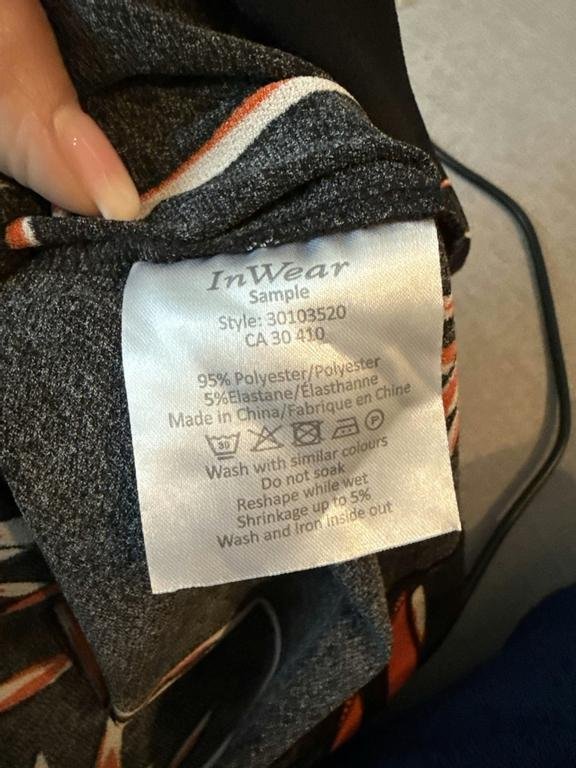 InWear
Sample
Style: 30103520
CA 30 410
95% Polyester/Polyester
5%Elastane/Élasthanne
Made in China/Fabrique en Chine
30 P
Wash with similar colours
Do not soak
Reshape while wet
Shrinkage up to 5%
Wash and Iron inside out